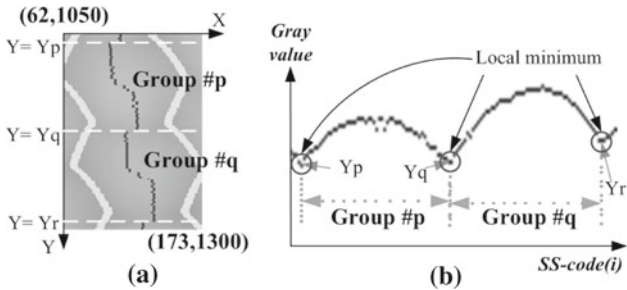 (62,1050)
X
Y= Yp
Group #p
Y= Yq
Group #q
Y= Yr
Y
(173,1300)
(a)
Gray
value
Local minimum
Yp
Yq
Yr
Group #p
Group #q
SS-code(i)
(b)